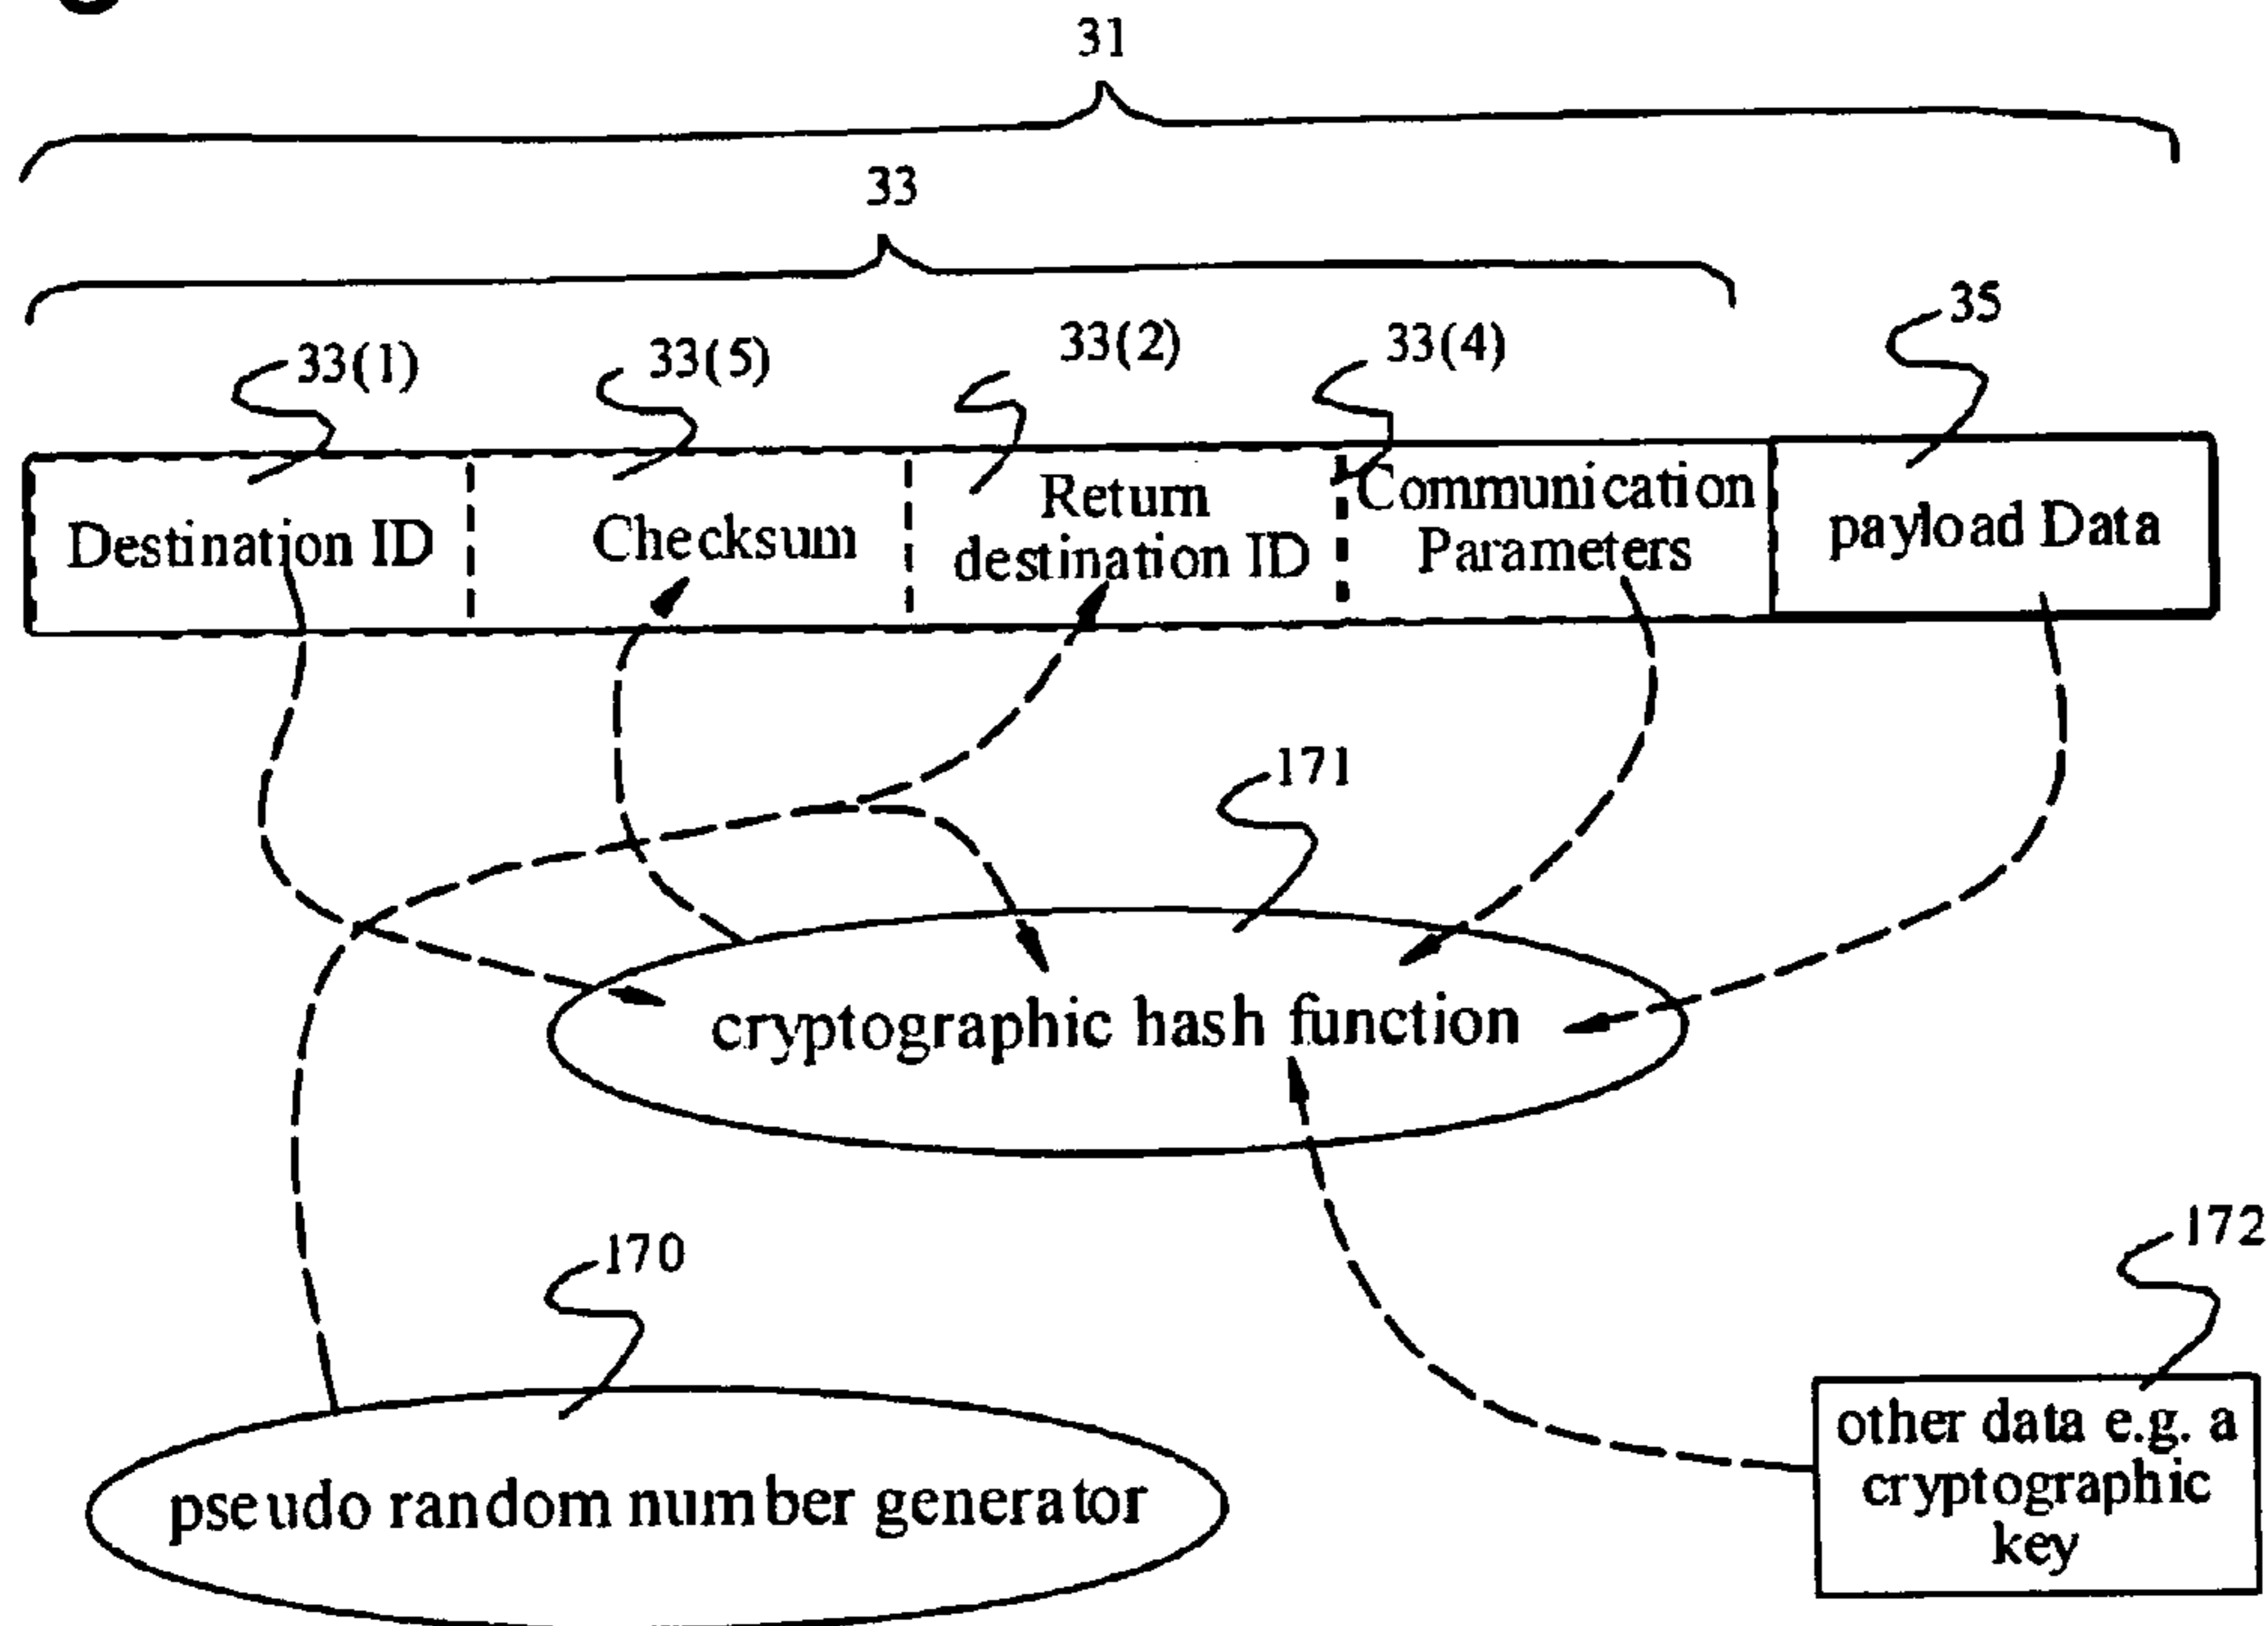 31
33
33(1)
33(5)
33(2)
33(4)
35
Destination ID
Checksum
Return
destination ID
Communication
Parameters
payload Data
171
cryptographic hash function
170
172
pseudo random number generator
other data e.g. a
cryptographic
key